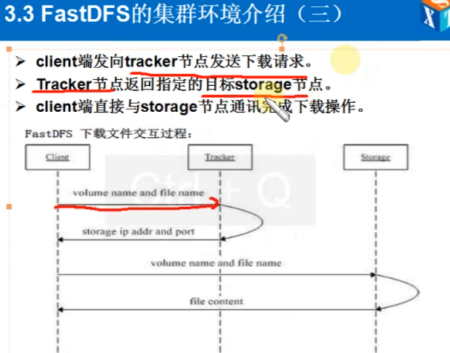 3.3 FastDFS的集群环境介绍（三）
client端发向tracker节点发送下载请求。
Tracker节点返回指定的目标storage节点。
client端直接与storage节点通讯完成下载操作。
FastDFS 下载文件交互过程:
Client Tracker Storage
volume name and file name
Ctrl + Q
storage ip addr and port
volume name and file name
file content